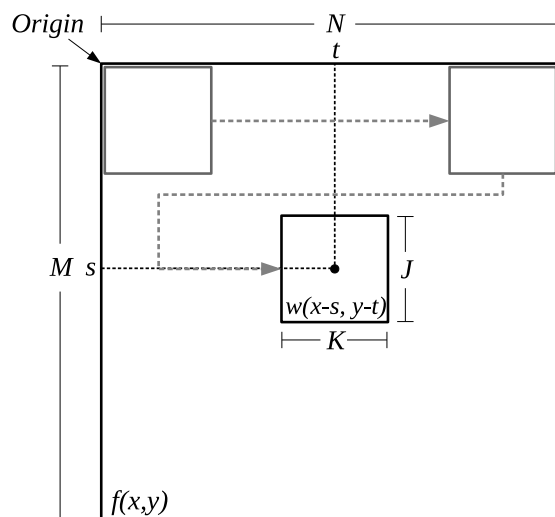 Origin
N
t
M
s
J
w(x-s, y-t)
K
f(x,y)